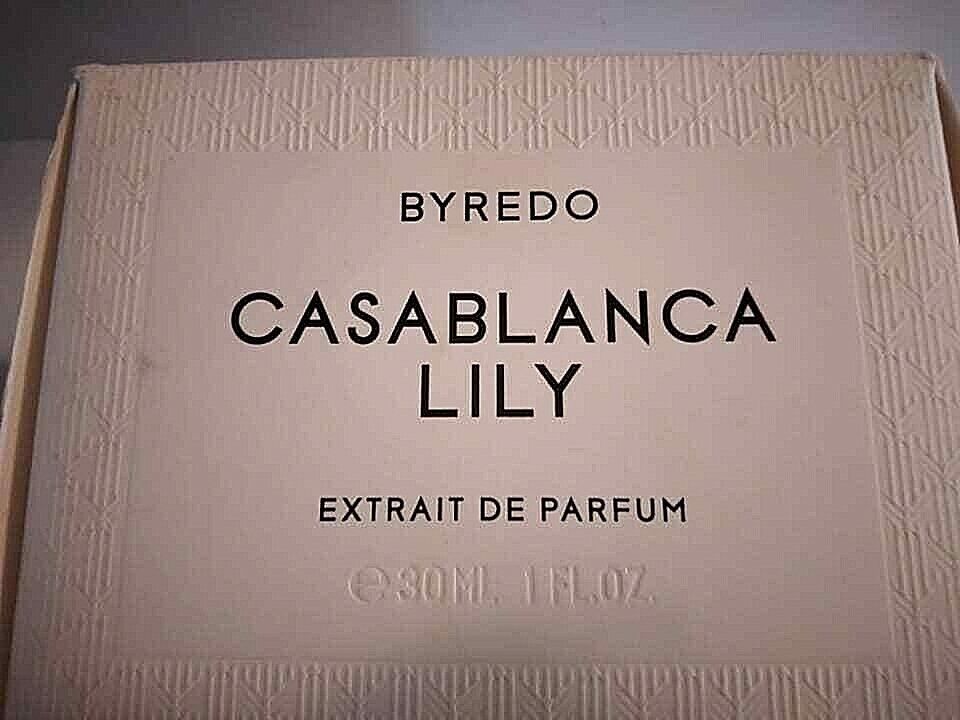 BYREDO
CASABLANCA
LILY
EXTRAIT DE PARFUM
℮ 30 ML. 1 FL.OZ.